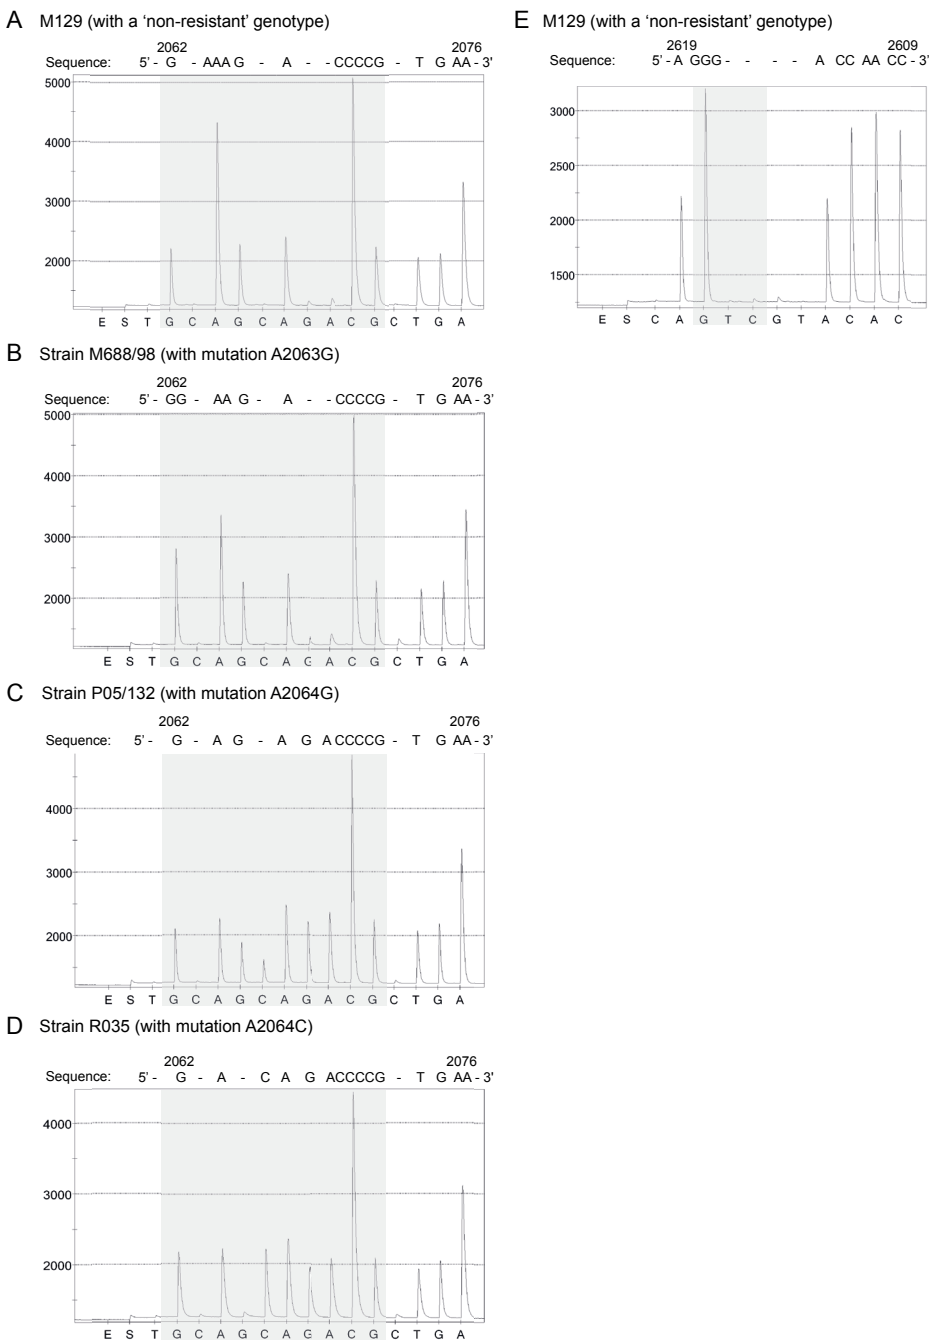 A M129 (with a ‘non-resistant’ genotype)
2062 2076
Sequence: 5' - G - AAA G - A - - CCCCG - T G AA - 3'
5000
4000
3000
2000
E S T G C A G C A G A C G C T G A
B Strain M688/98 (with mutation A2063G)
2062 2076
Sequence: 5' - GG - AA G - A - - CCCCG - T G AA - 3'
5000
4000
3000
2000
E S T G C A G C A G A C G C T G A
C Strain P05/132 (with mutation A2064G)
2062 2076
Sequence: 5' - G - A G - A G A CCCCG - T G AA - 3'
4000
3000
2000
E S T G C A G C A G A C G C T G A
D Strain R035 (with mutation A2064C)
2062 2076
Sequence: 5' - G - A - C A G ACCCCG - T G AA - 3'
4000
3000
2000
E S T G C A G C A G A C G C T G A
E M129 (with a ‘non-resistant’ genotype)
2619 2609
Sequence: 5' - A GGG - - - - A CC AA CC - 3'
3000
2500
2000
1500
E S C A G T C G T A C A C